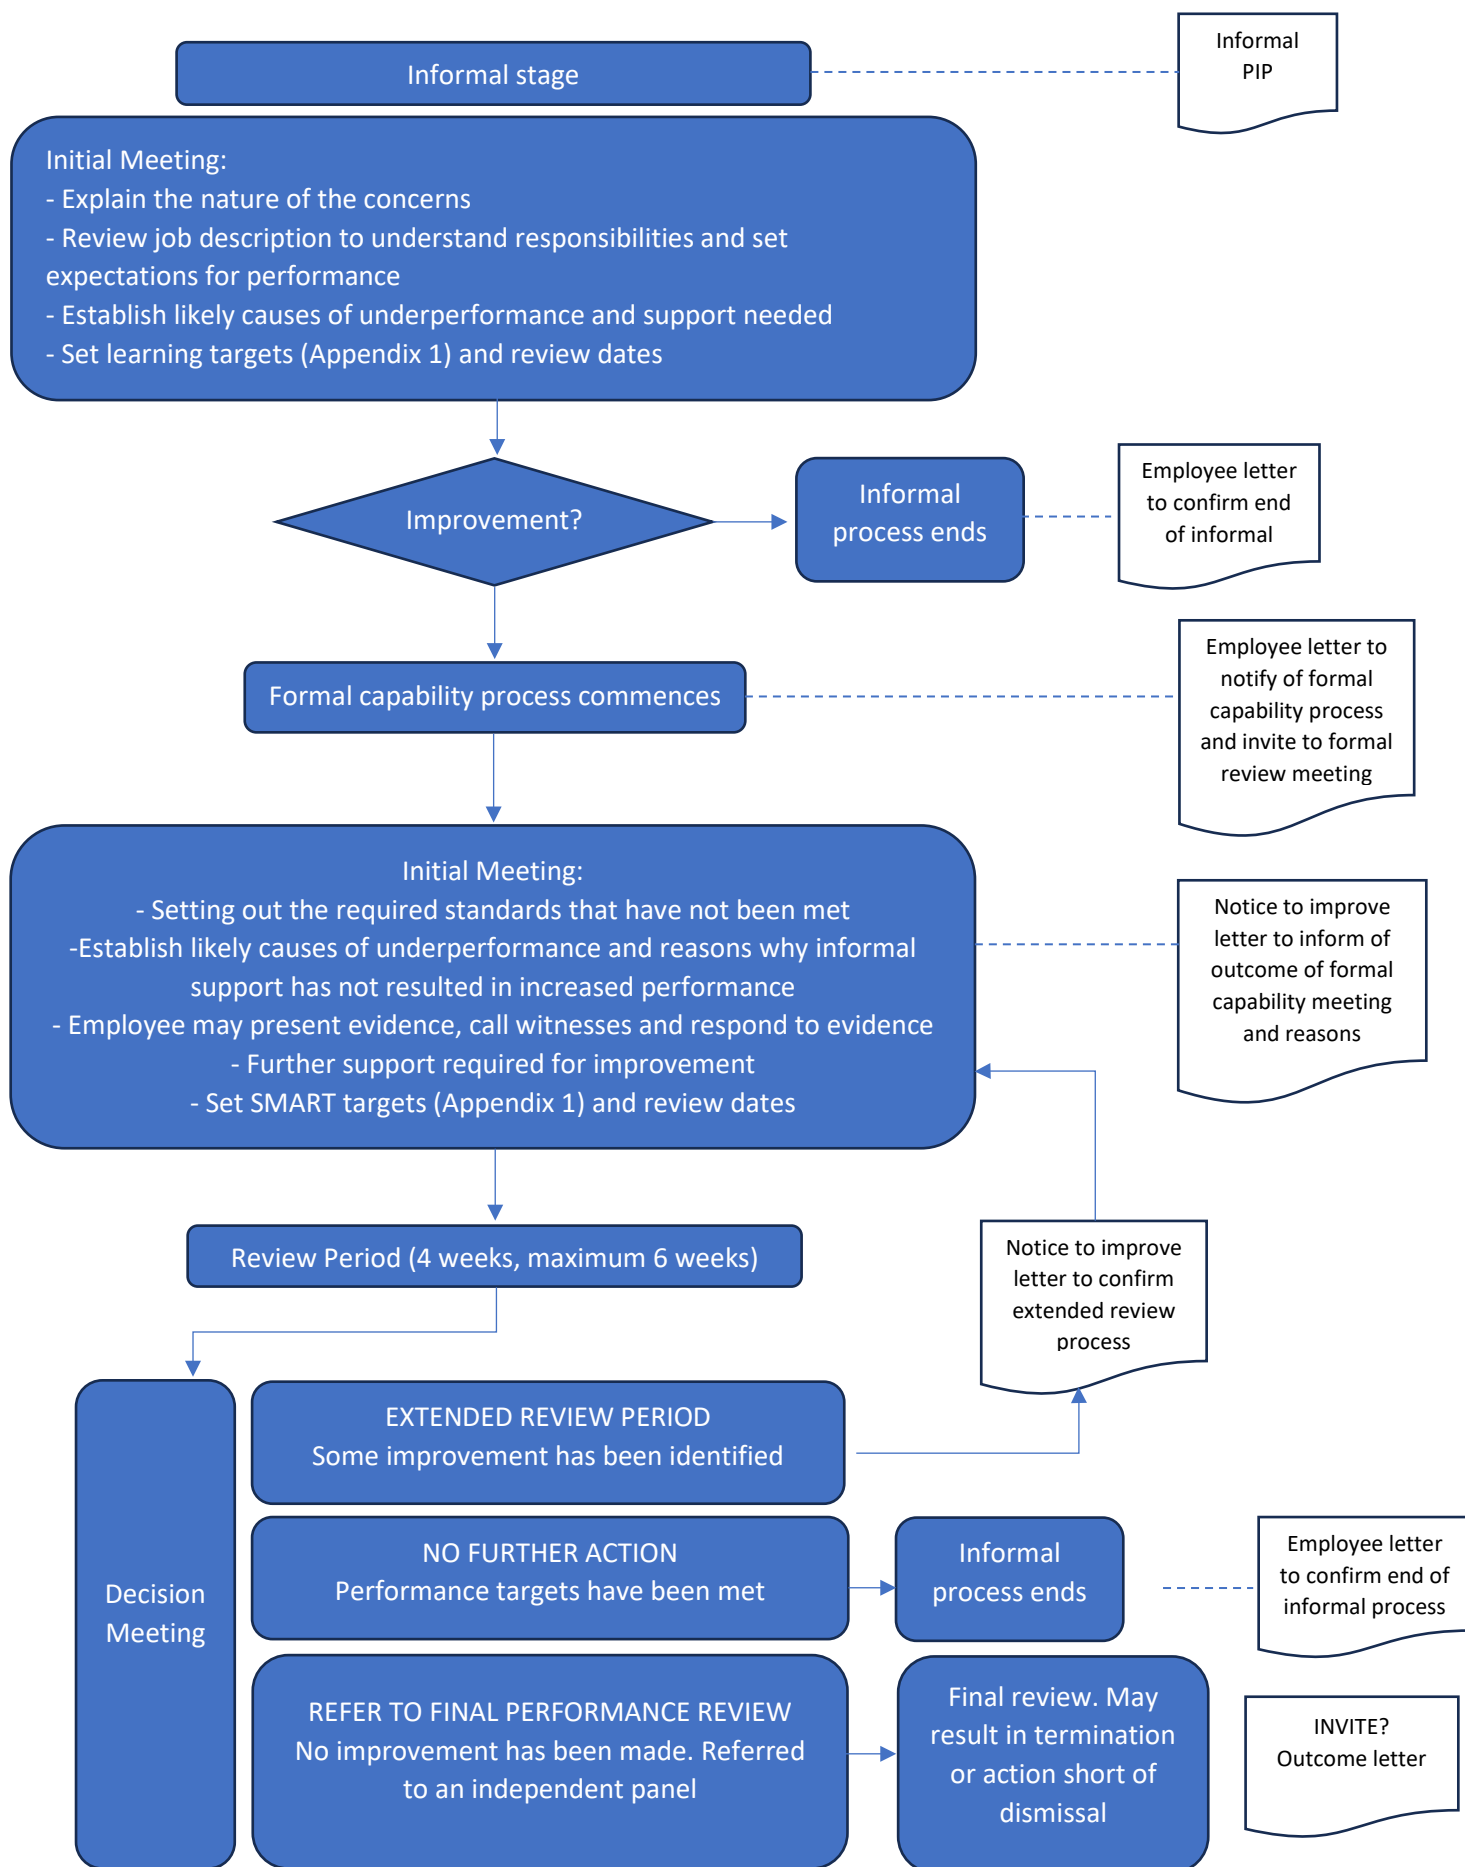 Informal stage
Informal
PIP
Initial Meeting:
- Explain the nature of the concerns
- Review job description to understand responsibilities and set
expectations for performance
- Establish likely causes of underperformance and support needed
- Set learning targets (Appendix 1) and review dates
Improvement?
Informal
process ends
Employee letter
to confirm end
of informal
Formal capability process commences
Employee letter to
notify of formal
capability process
and invite to formal
review meeting
Initial Meeting:
- Setting out the required standards that have not been met
-Establish likely causes of underperformance and reasons why informal
support has not resulted in increased performance
- Employee may present evidence, call witnesses and respond to evidence
- Further support required for improvement
- Set SMART targets (Appendix 1) and review dates
Notice to improve
letter to inform of
outcome of formal
capability meeting
and reasons
Review Period (4 weeks, maximum 6 weeks)
Notice to improve
letter to confirm
extended review
process
Decision
Meeting
EXTENDED REVIEW PERIOD
Some improvement has been identified
NO FURTHER ACTION
Performance targets have been met
Informal
process ends
Employee letter
to confirm end of
informal process
REFER TO FINAL PERFORMANCE REVIEW
No improvement has been made. Referred
to an independent panel
Final review. May
result in termination
or action short of
dismissal
INVITE?
Outcome letter